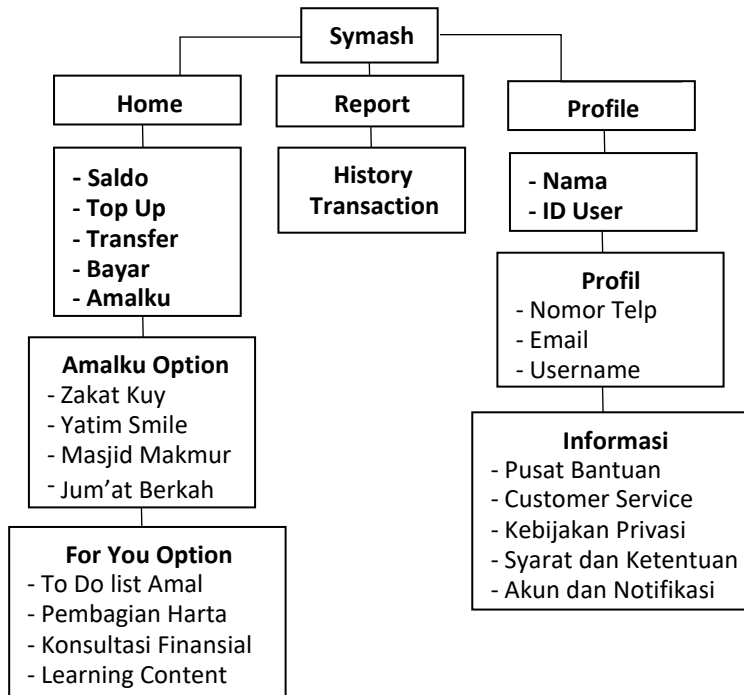 Symash
Home
Report
Profile
- Saldo
- Top Up
- Transfer
- Bayar
- Amalku
History
Transaction
- Nama
- ID User
Profil
- Nomor Telp
- Email
- Username
Amalku Option
- Zakat Kuy
- Yatim Smile
- Masjid Makmur
- Jum’at Berkah
Informasi
- Pusat Bantuan
- Customer Service
- Kebijakan Privasi
- Syarat dan Ketentuan
- Akun dan Notifikasi
For You Option
- To Do list Amal
- Pembagian Harta
- Konsultasi Finansial
- Learning Content